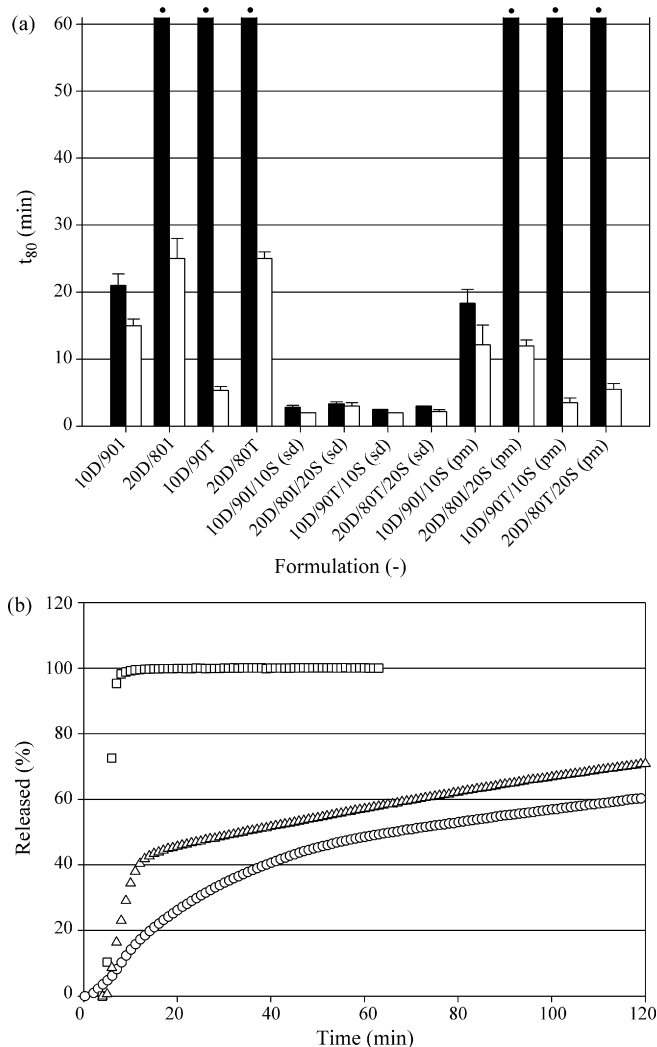 (a)
60
50
40
30
20
10
0
t80 (min)
10D/90I
20D/80I
10D/90T
20D/80T
10D/90I/10S (sd)
20D/80I/20S (sd)
10D/90T/10S (sd)
20D/80T/20S (sd)
10D/90I/10S (pm)
20D/80I/20S (pm)
10D/90T/10S (pm)
20D/80T/20S (pm)
Formulation (-)
(b)
120
100
80
60
40
20
0
Released (%)
0 20 40 60 80 100 120
Time (min)